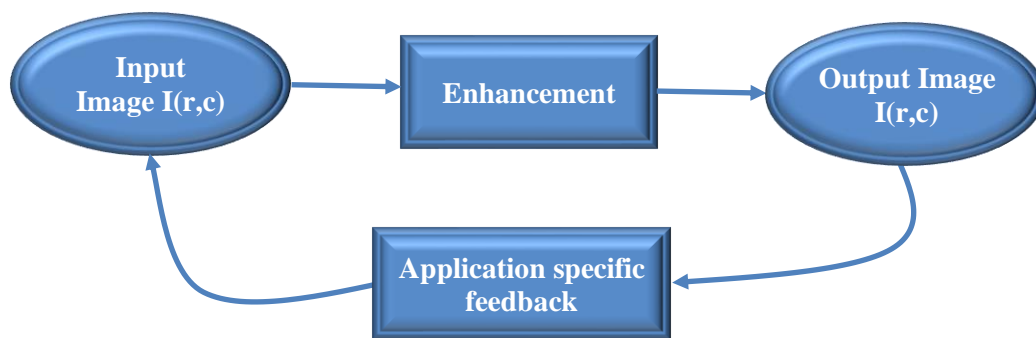 Input
Image I(r,c)
Enhancement
Output Image
I(r,c)
Application specific
feedback